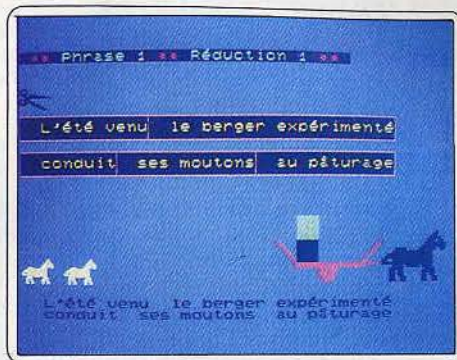 ** Phrase 1 ** Réduction 1 **
L'été venu le berger expérimenté
conduit ses moutons au pâturage
L'été venu le berger expérimenté
conduit ses moutons au pâturage